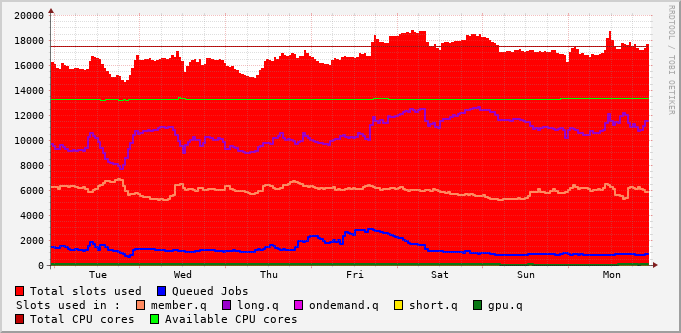 20000
18000
16000
14000
12000
10000
8000
6000
4000
2000
0
Tue Wed Thu Fri Sat Sun Mon
RRDTOOL / TOBI OETIKER
Total slots used Queued Jobs
Slots used in : member.q long.q ondemand.q short.q gpu.q
Total CPU cores Available CPU cores